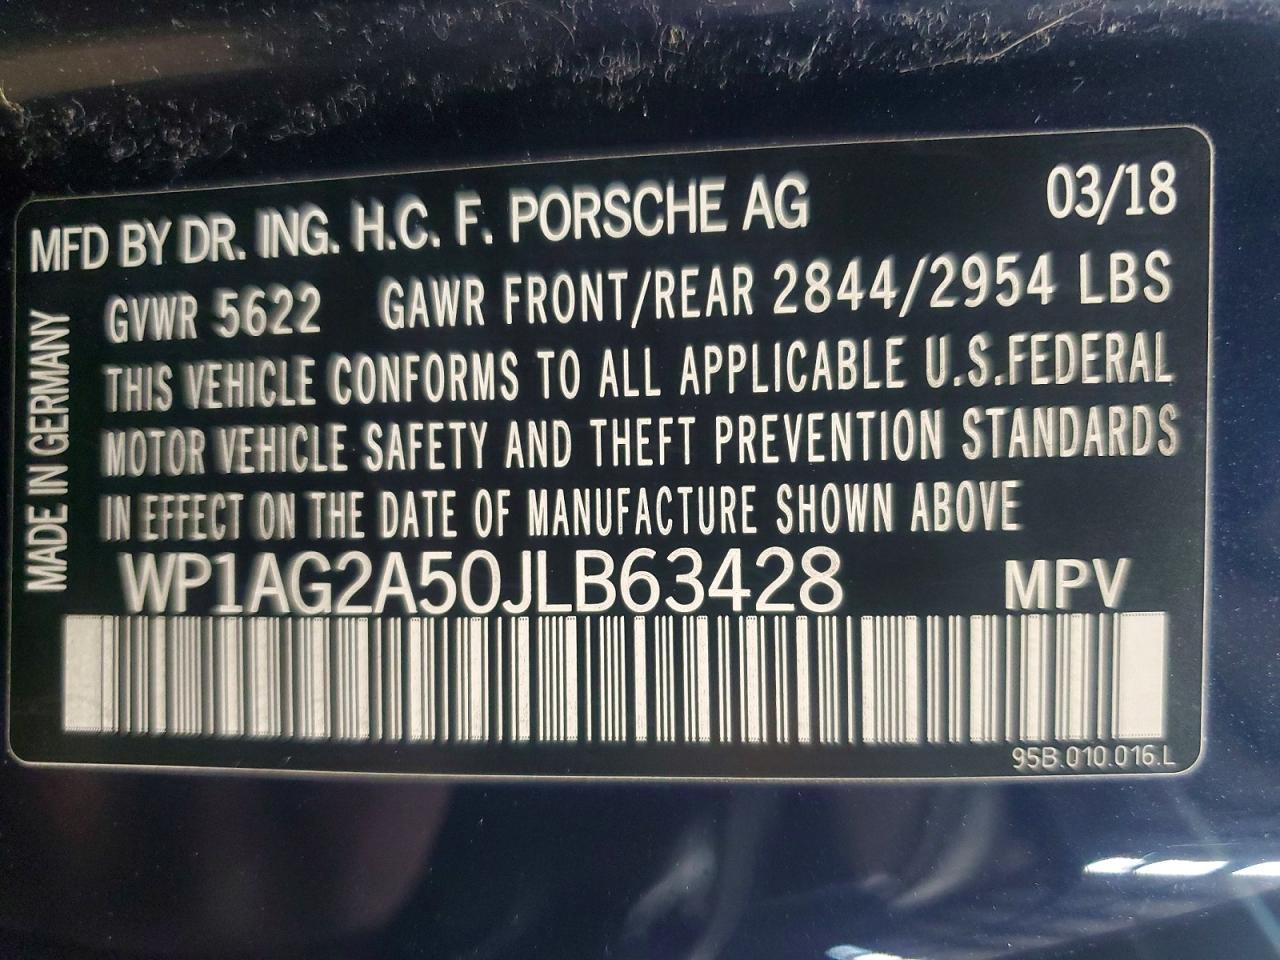 MFD BY DR. ING. H.C. F. PORSCHE AG 03/18
GVWR 5622 GAWR FRONT/REAR 2844/2954 LBS
THIS VEHICLE CONFORMS TO ALL APPLICABLE U.S.FEDERAL
MOTOR VEHICLE SAFETY AND THEFT PREVENTION STANDARDS
IN EFFECT ON THE DATE OF MANUFACTURE SHOWN ABOVE
WP1AG2A50JLB63428 MPV
95B.010.016.L
MADE IN GERMANY